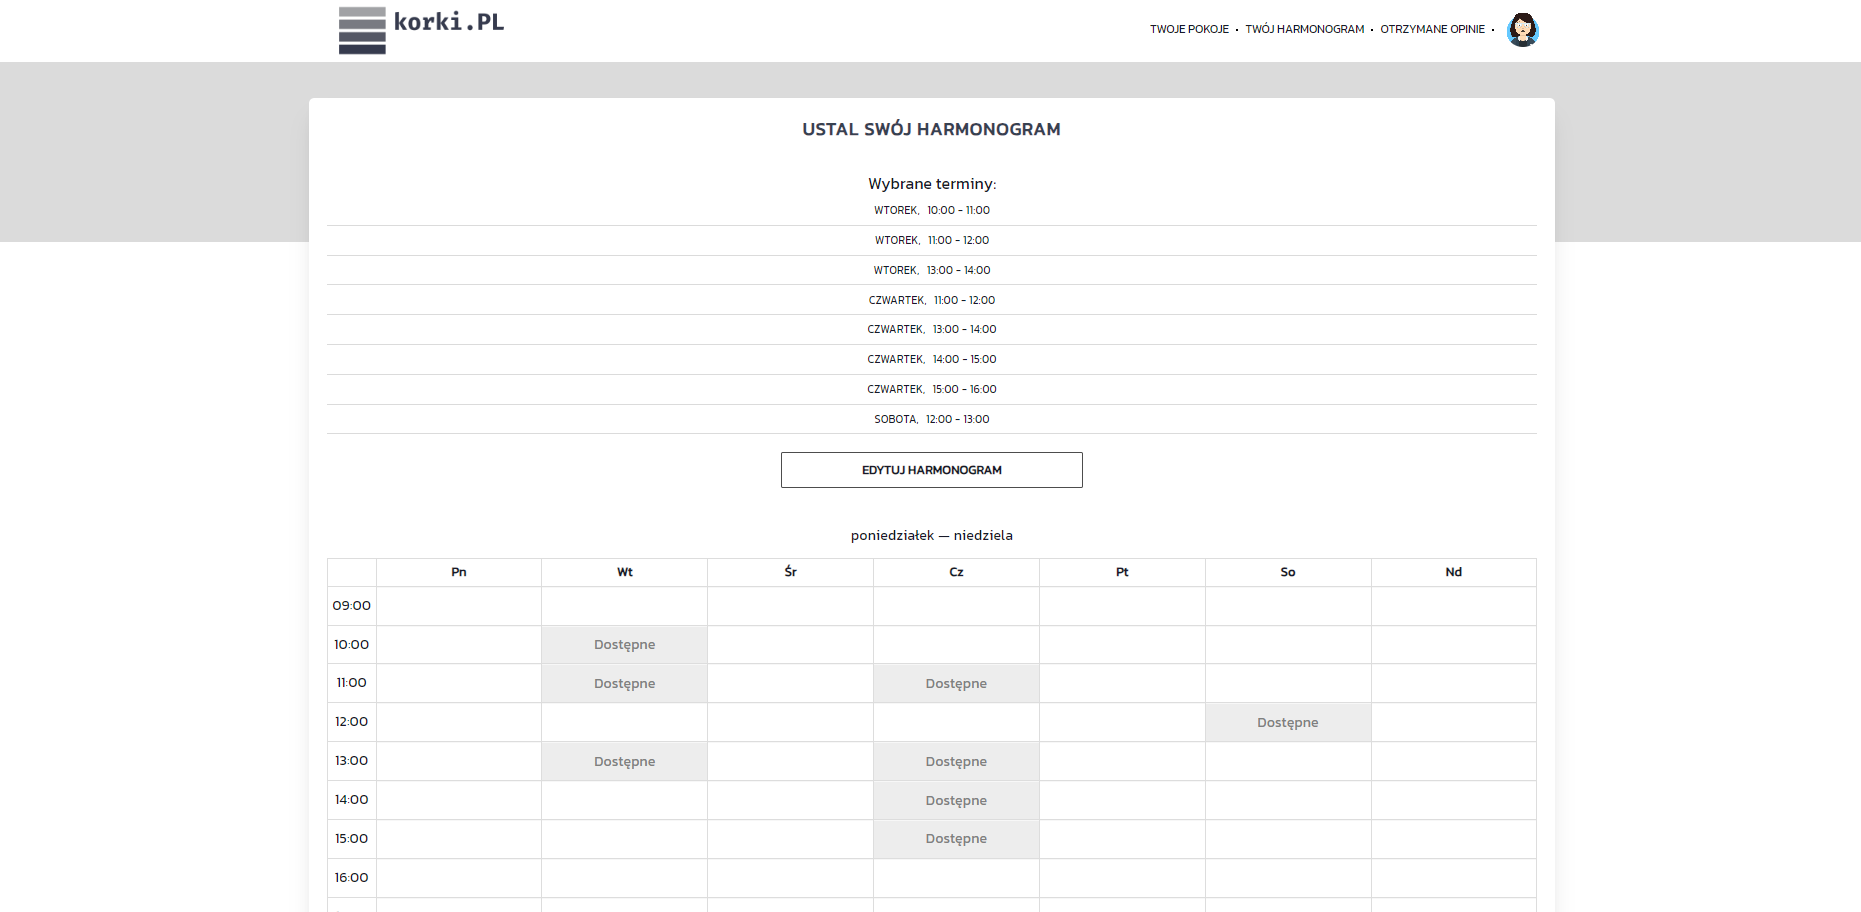 korki.PL
TWOJE POKOJE • TWÓJ HARMONOGRAM • OTRZYMANE OPINIE •
USTAL SWÓJ HARMONOGRAM
Wybrane terminy:
WTOREK, 10:00 - 11:00
WTOREK, 11:00 - 12:00
WTOREK, 13:00 - 14:00
CZWARTEK, 11:00 - 12:00
CZWARTEK, 13:00 - 14:00
CZWARTEK, 14:00 - 15:00
CZWARTEK, 15:00 - 16:00
SOBOTA, 12:00 - 13:00
EDYTUJ HARMONOGRAM
poniedziałek — niedziela
Pn Wt Śr Cz Pt So Nd
09:00
10:00 Dostępne
11:00 Dostępne Dostępne
12:00 Dostępne
13:00 Dostępne Dostępne
14:00 Dostępne
15:00 Dostępne
16:00